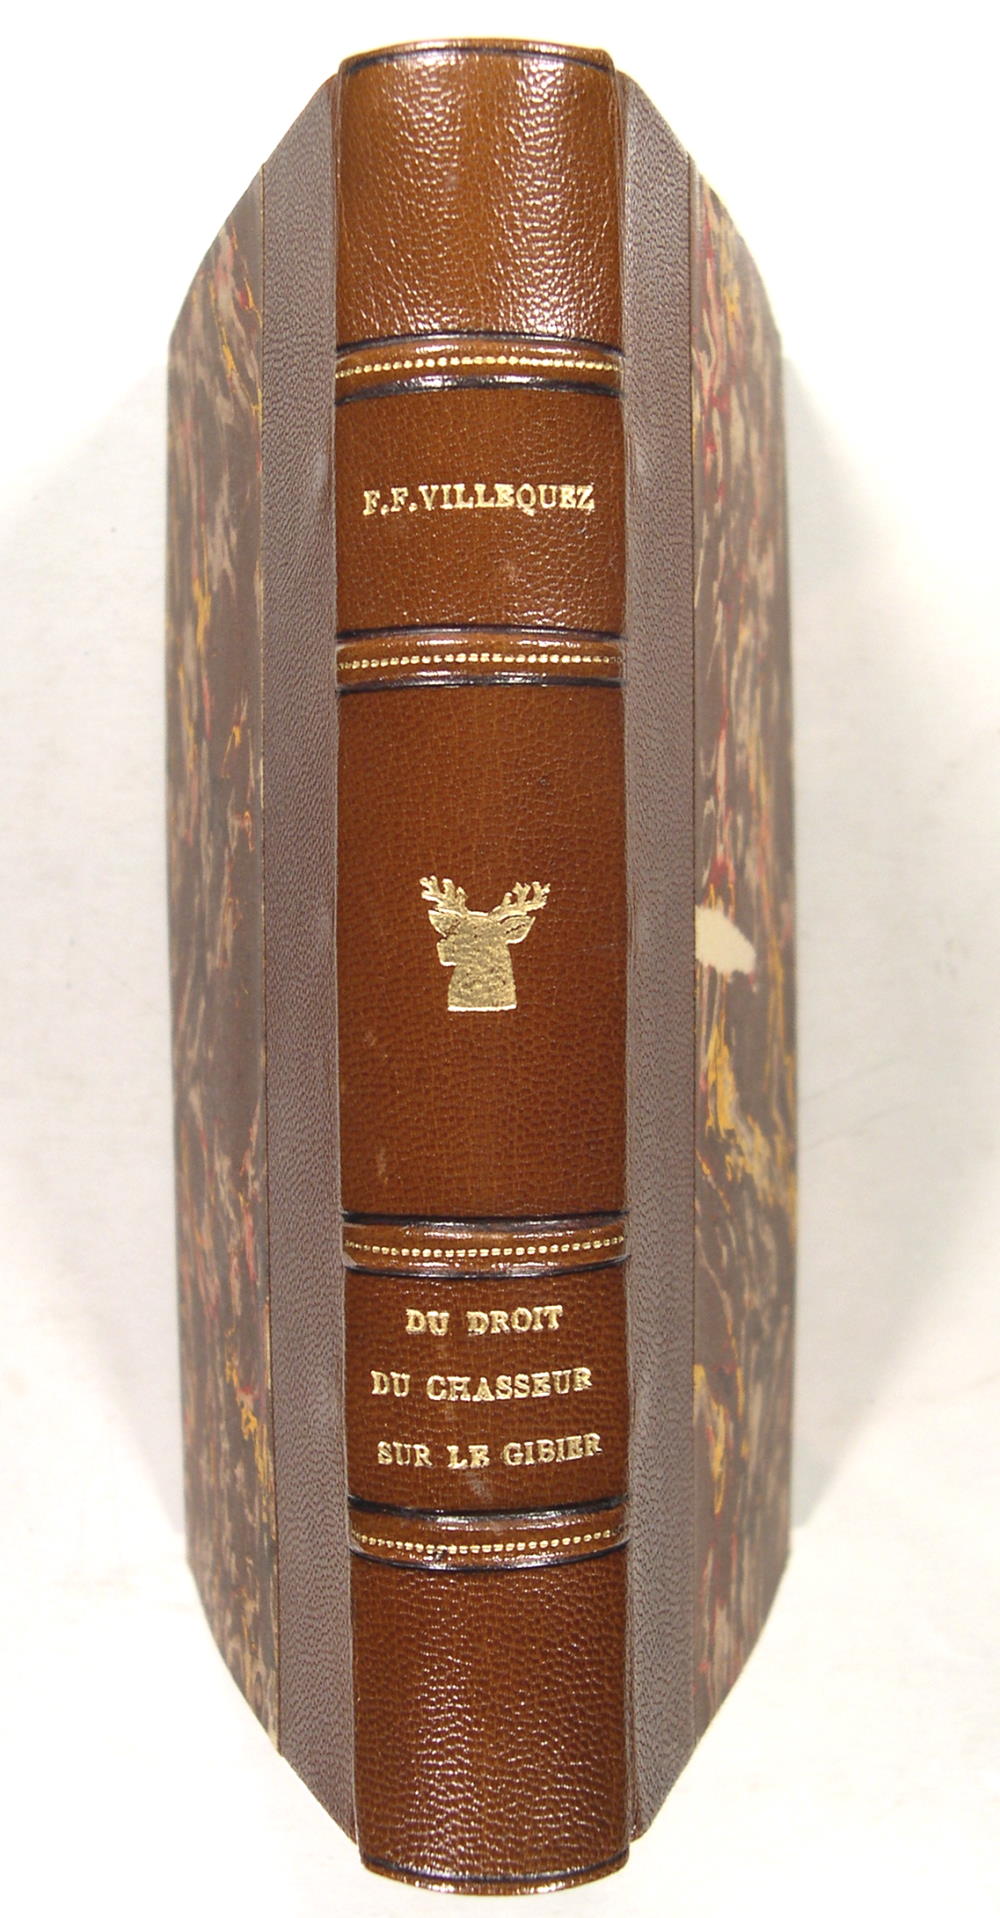 F.F.VILLEQUEZ
DU DROIT
DU CHASSEUR
SUR LE GIBIER